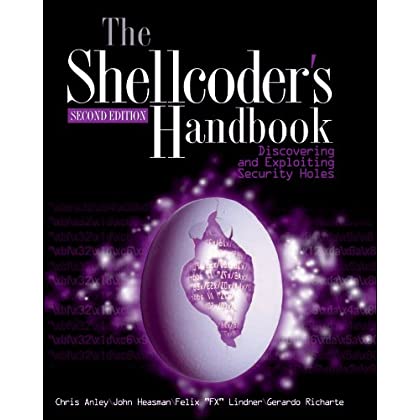 The
Shellcoder's
SECOND EDITION
Handbook
Discovering
and Exploiting
Security Holes
Chris Anley\John Heasman\Felix "FX" Lindner\Gerardo Richarte